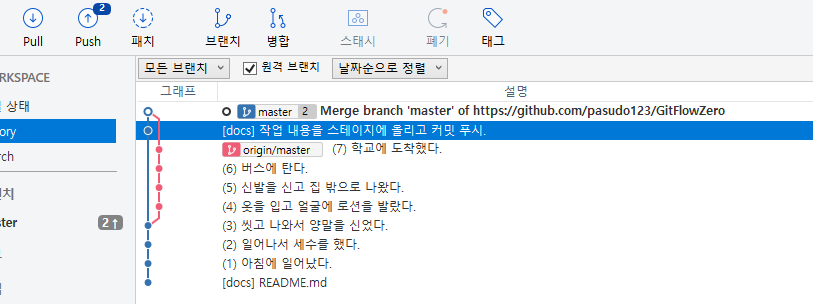 2
Pull Push 패치 브랜치 병합 스태시 폐기 태그
모든 브랜치 원격 브랜치 날짜순으로 정렬
RKSPACE 그래프 설명
master 2 Merge branch 'master' of https://github.com/pasudo123/GitFlowZero
일 상태
ory [docs] 작업 내용을 스테이지에 올리고 커밋 푸시.
rch origin/master (7) 학교에 도착했다.
(6) 버스에 탄다.
(5) 신발을 신고 집 밖으로 나왔다.
랜치 (4) 옷을 입고 얼굴에 로션을 발랐다.
ster 2↑ (3) 씻고 나와서 양말을 신었다.
(2) 일어나서 세수를 했다.
(1) 아침에 일어났다.
[docs] README.md